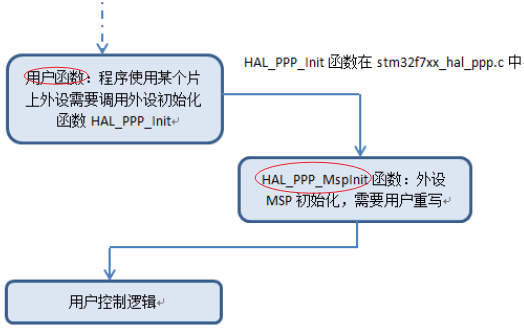 HAL_PPP_Init 函数在 stm32f7xx_hal_ppp.c 中
用户函数：程序使用某个片
上外设需要调用外设初始化
函数 HAL_PPP_Init
HAL_PPP_MspInit 函数：外设
MSP 初始化，需要用户重写
用户控制逻辑